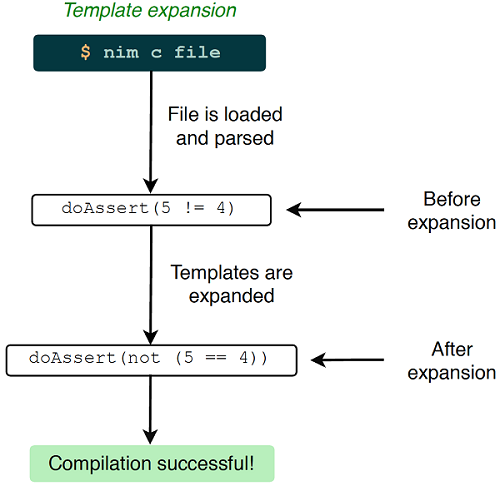 Template expansion
$ nim c file
File is loaded
and parsed
doAssert(5 != 4)
Before
expansion
Templates are
expanded
doAssert(not (5 == 4))
After
expansion
Compilation successful!